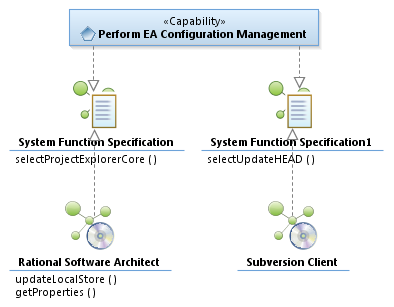 «Capability»
Perform EA Configuration Management
System Function Specification
selectProjectExplorerCore ( )
System Function Specification1
selectUpdateHEAD ( )
Rational Software Architect
updateLocalStore ( )
getProperties ( )
Subversion Client